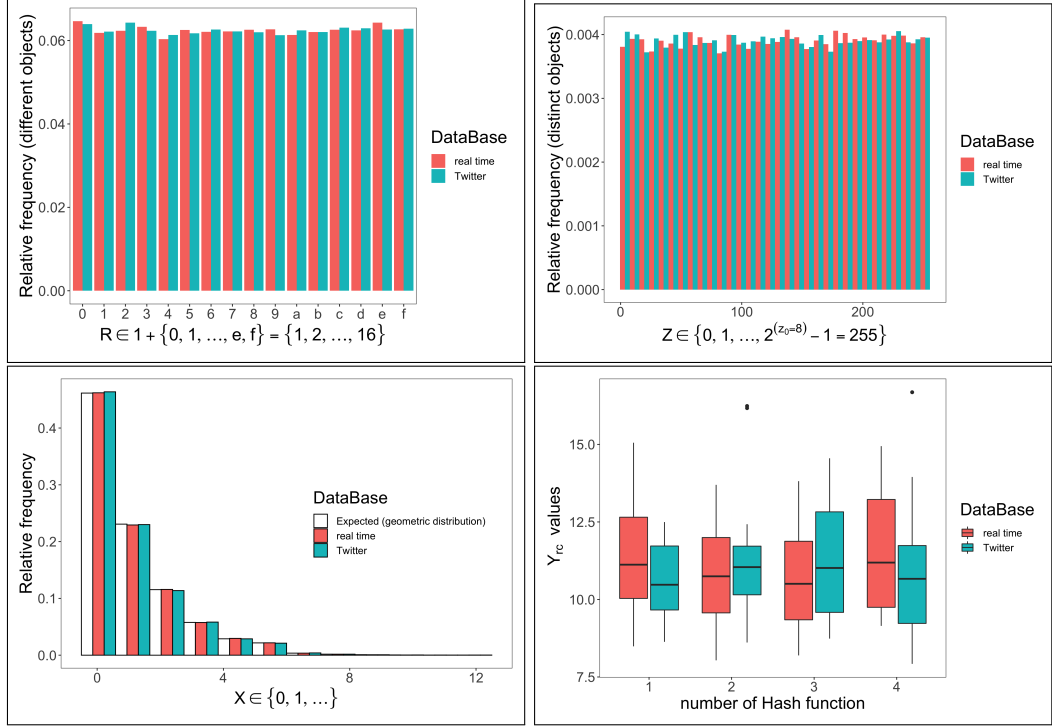 Relative frequency (different objects)
0.06
0.04
0.02
0.00
0 1 2 3 4 5 6 7 8 9 a b c d e f
R ∈ 1 + {0, 1, …, e, f} = {1, 2, …, 16}
DataBase
real time
Twitter
Relative frequency (distinct objects)
0.004
0.003
0.002
0.001
0.000
0 100 200
Z ∈ {0, 1, …, 2^(z₀=8) − 1 = 255}
DataBase
real time
Twitter
Relative frequency
0.4
0.3
0.2
0.1
0.0
0 4 8 12
X ∈ {0, 1, …}
DataBase
Expected (geometric distribution)
real time
Twitter
Yrc values
15.0
12.5
10.0
7.5
1 2 3 4
number of Hash function
DataBase
real time
Twitter